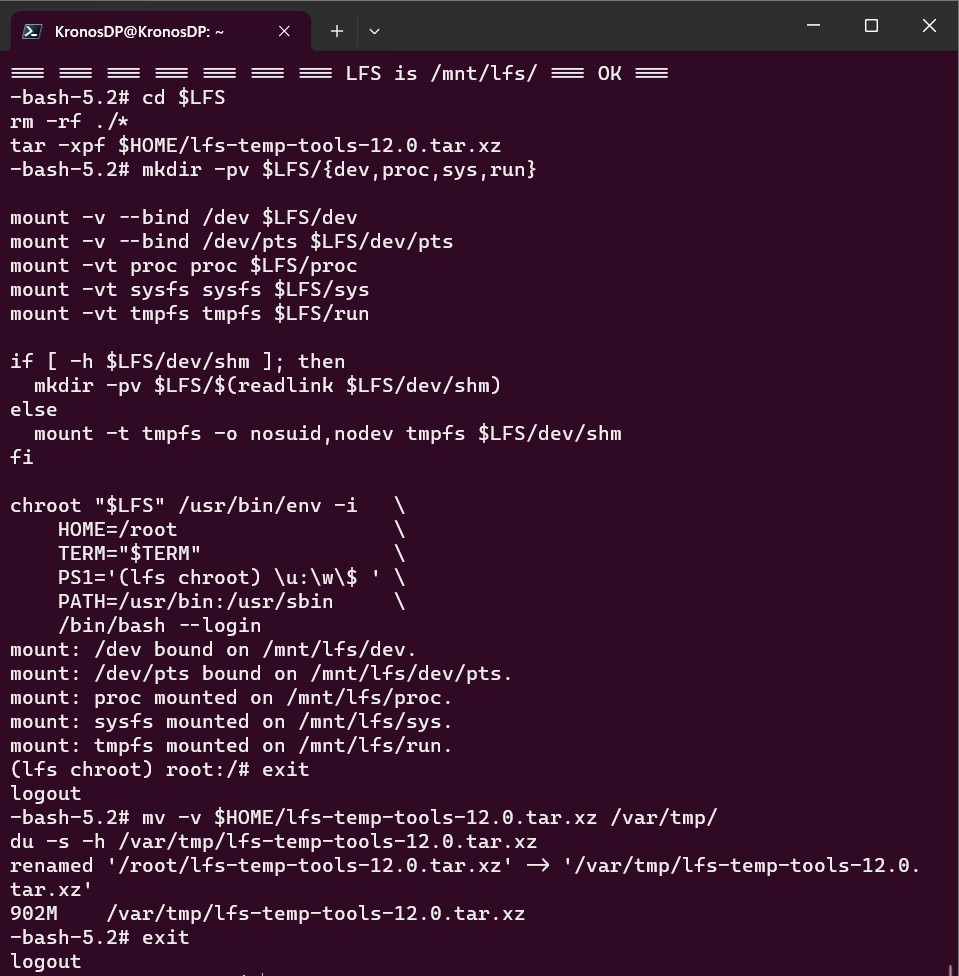 KronosDP@KronosDP: ~
=== === === === === === === LFS is /mnt/lfs/ === OK ===
-bash-5.2# cd $LFS
rm -rf ./*
tar -xpf $HOME/lfs-temp-tools-12.0.tar.xz
-bash-5.2# mkdir -pv $LFS/{dev,proc,sys,run}
mount -v --bind /dev $LFS/dev
mount -v --bind /dev/pts $LFS/dev/pts
mount -vt proc proc $LFS/proc
mount -vt sysfs sysfs $LFS/sys
mount -vt tmpfs tmpfs $LFS/run
if [ -h $LFS/dev/shm ]; then
  mkdir -pv $LFS/$(readlink $LFS/dev/shm)
else
  mount -t tmpfs -o nosuid,nodev tmpfs $LFS/dev/shm
fi
chroot "$LFS" /usr/bin/env -i   \
    HOME=/root                  \
    TERM="$TERM"                \
    PS1='(lfs chroot) \u:\w\$ ' \
    PATH=/usr/bin:/usr/sbin     \
    /bin/bash --login
mount: /dev bound on /mnt/lfs/dev.
mount: /dev/pts bound on /mnt/lfs/dev/pts.
mount: proc mounted on /mnt/lfs/proc.
mount: sysfs mounted on /mnt/lfs/sys.
mount: tmpfs mounted on /mnt/lfs/run.
(lfs chroot) root:/# exit
logout
-bash-5.2# mv -v $HOME/lfs-temp-tools-12.0.tar.xz /var/tmp/
du -s -h /var/tmp/lfs-temp-tools-12.0.tar.xz
renamed '/root/lfs-temp-tools-12.0.tar.xz' -> '/var/tmp/lfs-temp-tools-12.0.
tar.xz'
902M    /var/tmp/lfs-temp-tools-12.0.tar.xz
-bash-5.2# exit
logout